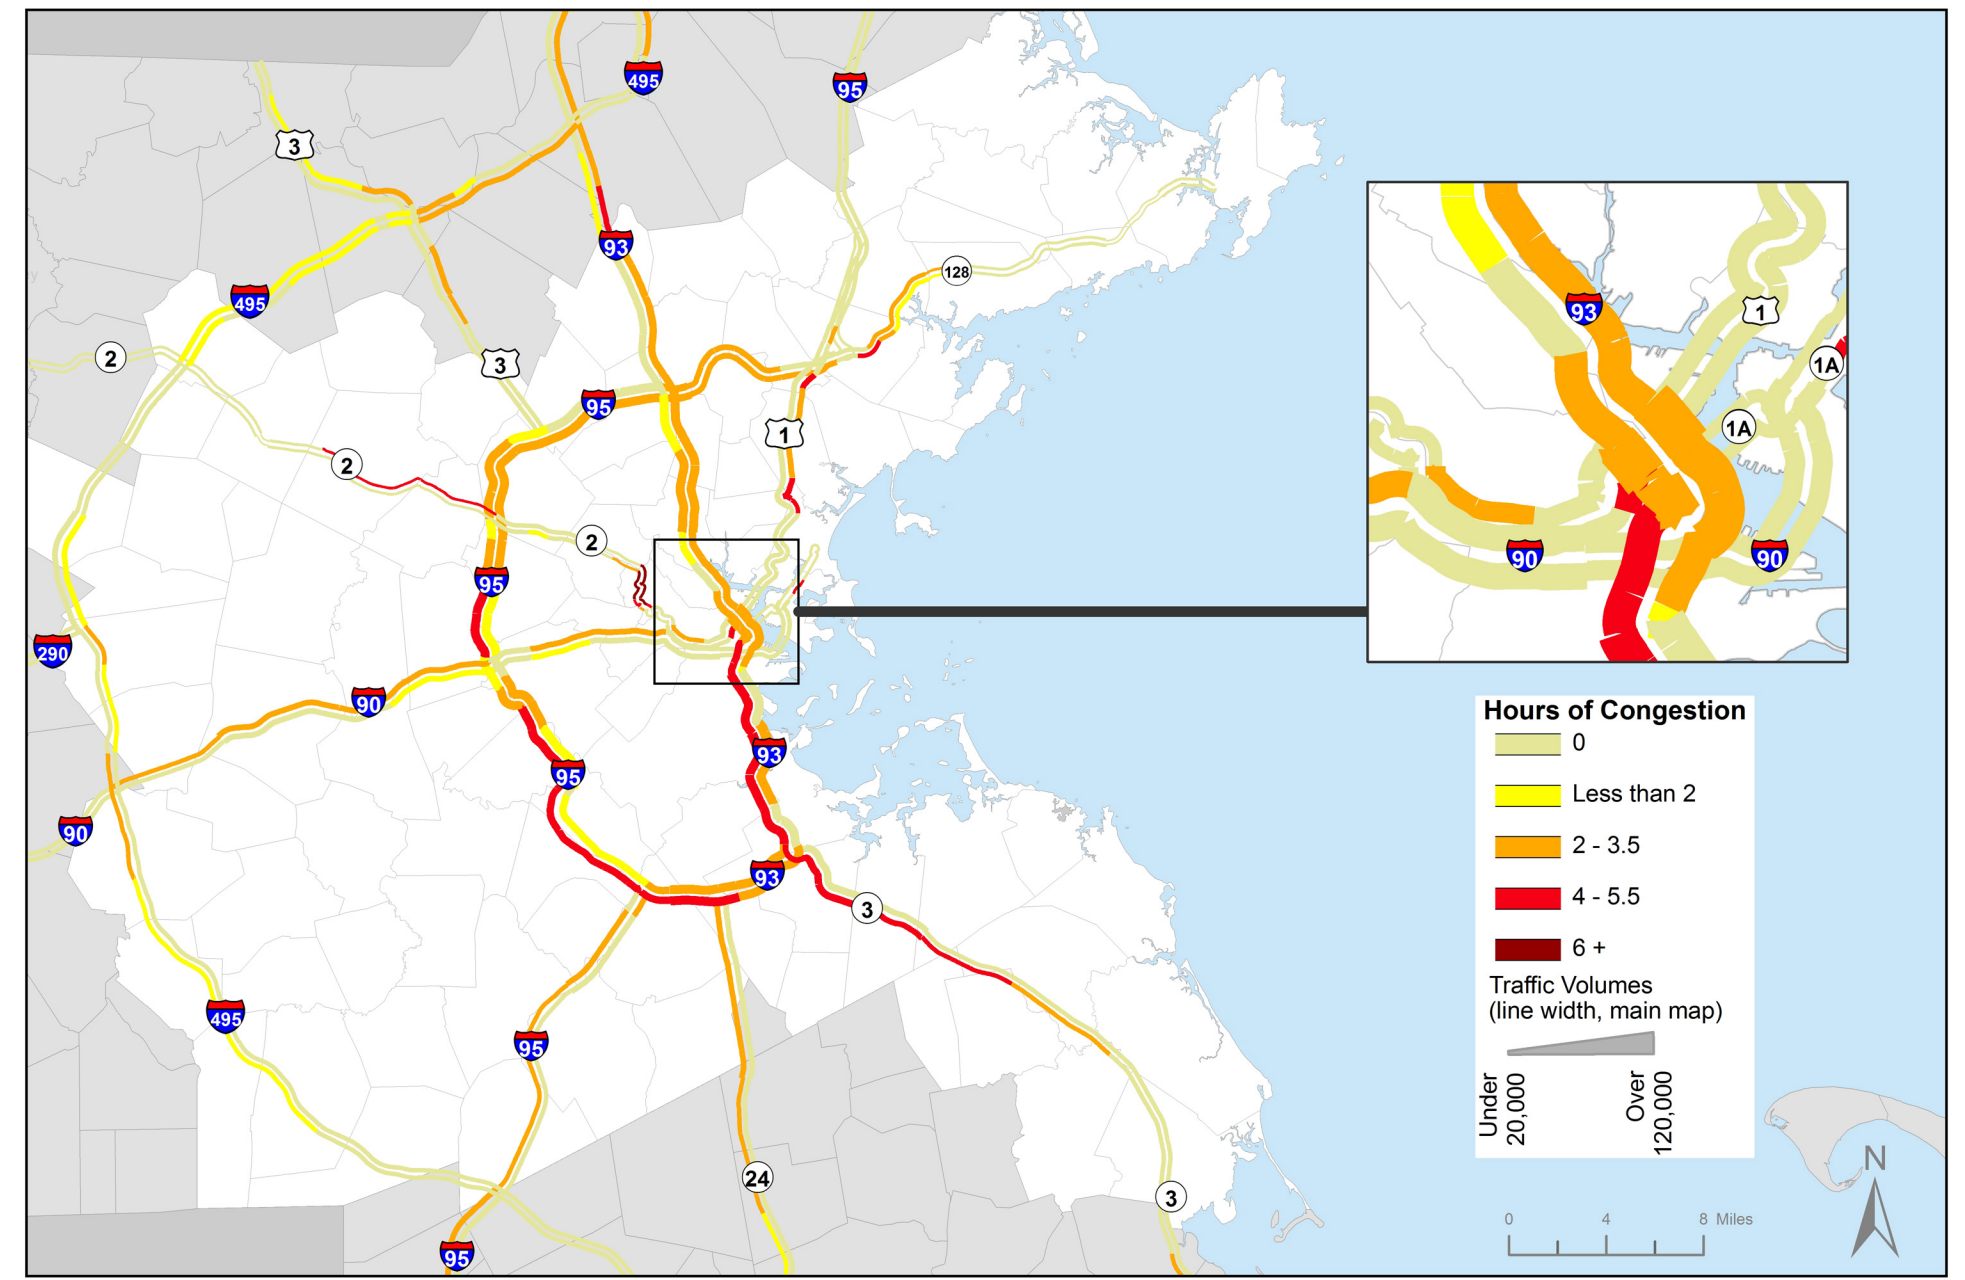 495
95
3
93
128
495
2
3
95
1
2
2
95
290
90
93
95
90
93
3
495
95
24
3
95
93
1
1A
1A
90
90
Hours of Congestion
0
Less than 2
2 - 3.5
4 - 5.5
6 +
Traffic Volumes
(line width, main map)
Under
20,000
Over
120,000
N
0 4 8 Miles